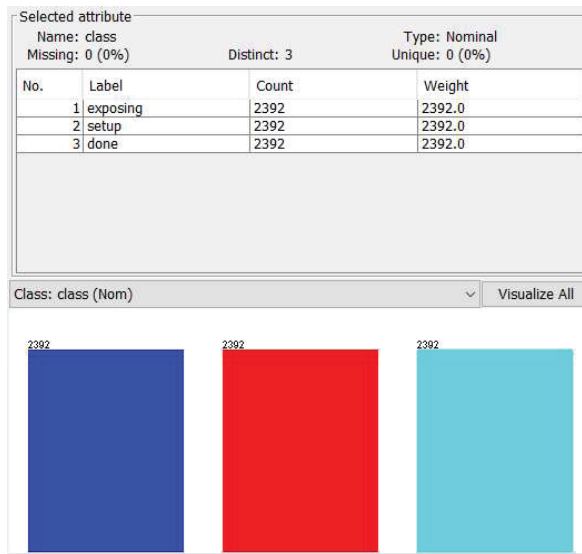 Selected attribute
Name: class Type: Nominal
Missing: 0 (0%) Distinct: 3 Unique: 0 (0%)
No. Label Count Weight
1 exposing 2392 2392.0
2 setup 2392 2392.0
3 done 2392 2392.0
Class: class (Nom) Visualize All
2392 2392 2392